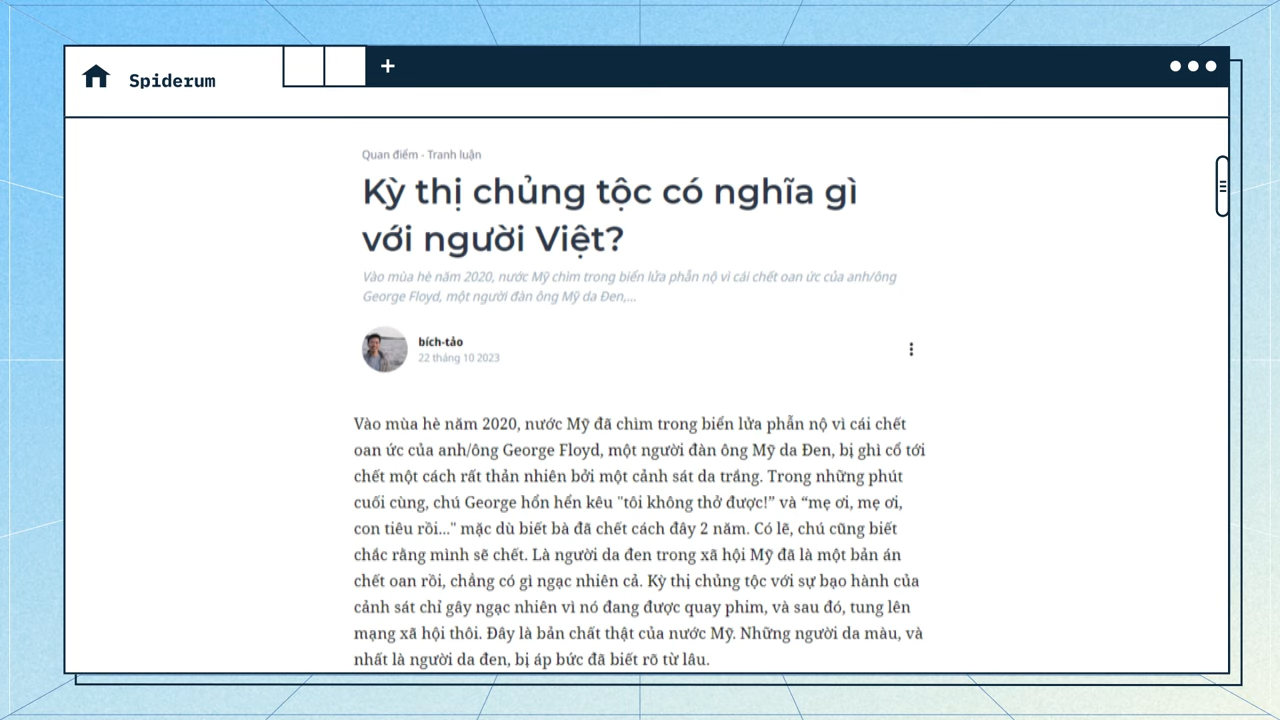 Spiderum
Quan điểm - Tranh luận
Kỳ thị chủng tộc có nghĩa gì
với người Việt?
Vào mùa hè năm 2020, nước Mỹ chìm trong biển lửa phẫn nộ vì cái chết oan ức của anh/ông
George Floyd, một người đàn ông Mỹ da Đen,...
bích-tảo
22 tháng 10 2023
Vào mùa hè năm 2020, nước Mỹ đã chìm trong biển lửa phẫn nộ vì cái chết
oan ức của anh/ông George Floyd, một người đàn ông Mỹ da Đen, bị ghì cổ tới
chết một cách rất thản nhiên bởi một cảnh sát da trắng. Trong những phút
cuối cùng, chú George hổn hển kêu "tôi không thở được!” và “mẹ ơi, mẹ ơi,
con tiêu rồi..." mặc dù biết bà đã chết cách đây 2 năm. Có lẽ, chú cũng biết
chắc rằng mình sẽ chết. Là người da đen trong xã hội Mỹ đã là một bản án
chết oan rồi, chẳng có gì ngạc nhiên cả. Kỳ thị chủng tộc với sự bạo hành của
cảnh sát chỉ gây ngạc nhiên vì nó đang được quay phim, và sau đó, tung lên
mạng xã hội thôi. Đây là bản chất thật của nước Mỹ. Những người da màu, và
nhất là người da đen, bị áp bức đã biết rõ từ lâu.